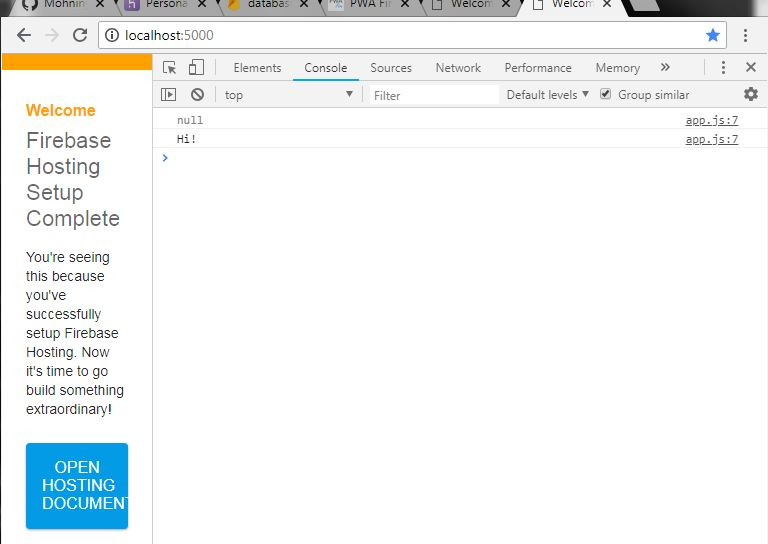 Mohnin
Persona
databas
PWA Fi
Welcom
Welcom
localhost:5000
Welcome
Firebase
Hosting
Setup
Complete
You're seeing
this because
you've
successfully
setup Firebase
Hosting. Now
it's time to go
build something
extraordinary!
OPEN
HOSTING
DOCUMENT
Elements Console Sources Network Performance Memory »
top Filter Default levels Group similar
null app.js:7
Hi! app.js:7